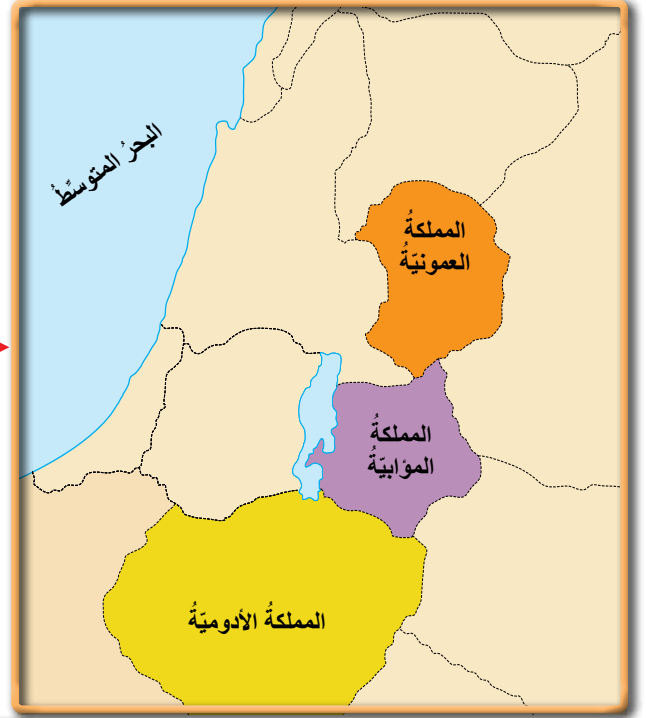 البحرُ المتوسِّطُ
المملكةُ
العمونيّةُ
المملكةُ
المؤابيّةُ
المملكةُ الأدوميّةُ